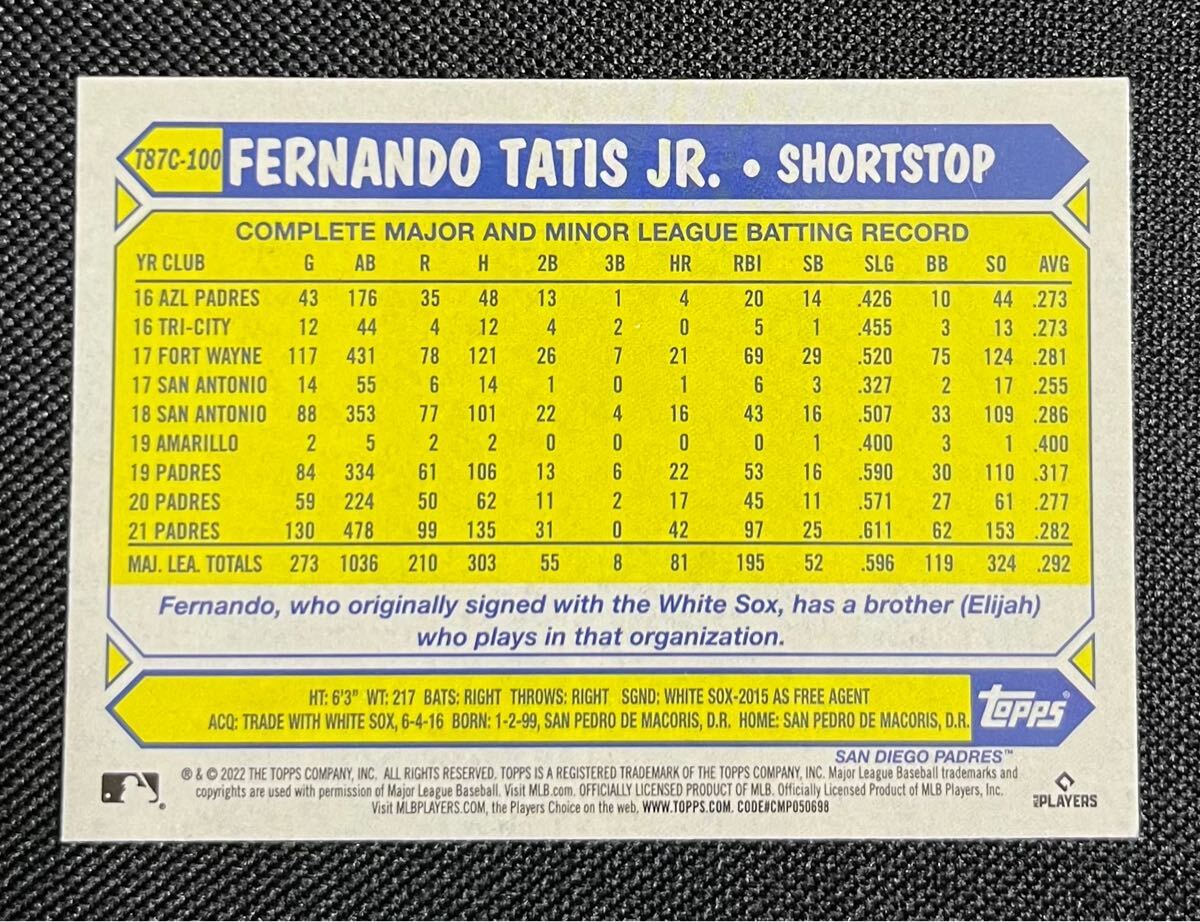 T87C-100 FERNANDO TATIS JR. • SHORTSTOP
COMPLETE MAJOR AND MINOR LEAGUE BATTING RECORD
YR CLUB G AB R H 2B 3B HR RBI SB SLG BB SO AVG
16 AZL PADRES 43 176 35 48 13 1 4 20 14 .426 10 44 .273
16 TRI-CITY 12 44 4 12 4 2 0 5 1 .455 3 13 .273
17 FORT WAYNE 117 431 78 121 26 7 21 69 29 .520 75 124 .281
17 SAN ANTONIO 14 55 6 14 1 0 1 6 3 .327 2 17 .255
18 SAN ANTONIO 88 353 77 101 22 4 16 43 16 .507 33 109 .286
19 AMARILLO 2 5 2 2 0 0 0 0 1 .400 3 1 .400
19 PADRES 84 334 61 106 13 6 22 53 16 .590 30 110 .317
20 PADRES 59 224 50 62 11 2 17 45 11 .571 27 61 .277
21 PADRES 130 478 99 135 31 0 42 97 25 .611 62 153 .282
MAJ. LEA. TOTALS 273 1036 210 303 55 8 81 195 52 .596 119 324 .292
Fernando, who originally signed with the White Sox, has a brother (Elijah)
who plays in that organization.
HT: 6'3" WT: 217 BATS: RIGHT THROWS: RIGHT SGND: WHITE SOX-2015 AS FREE AGENT
ACQ: TRADE WITH WHITE SOX, 6-4-16 BORN: 1-2-99, SAN PEDRO DE MACORIS, D.R. HOME: SAN PEDRO DE MACORIS, D.R.
Topps®
SAN DIEGO PADRES™
® & © 2022 THE TOPPS COMPANY, INC. ALL RIGHTS RESERVED. TOPPS IS A REGISTERED TRADEMARK OF THE TOPPS COMPANY, INC. Major League Baseball trademarks and
copyrights are used with permission of Major League Baseball. Visit MLB.com. OFFICIALLY LICENSED PRODUCT OF MLB. Officially Licensed Product of MLB Players, Inc.
Visit MLBPLAYERS.COM, the Players Choice on the web. WWW.TOPPS.COM. CODE#CMP050698
MLB PLAYERS